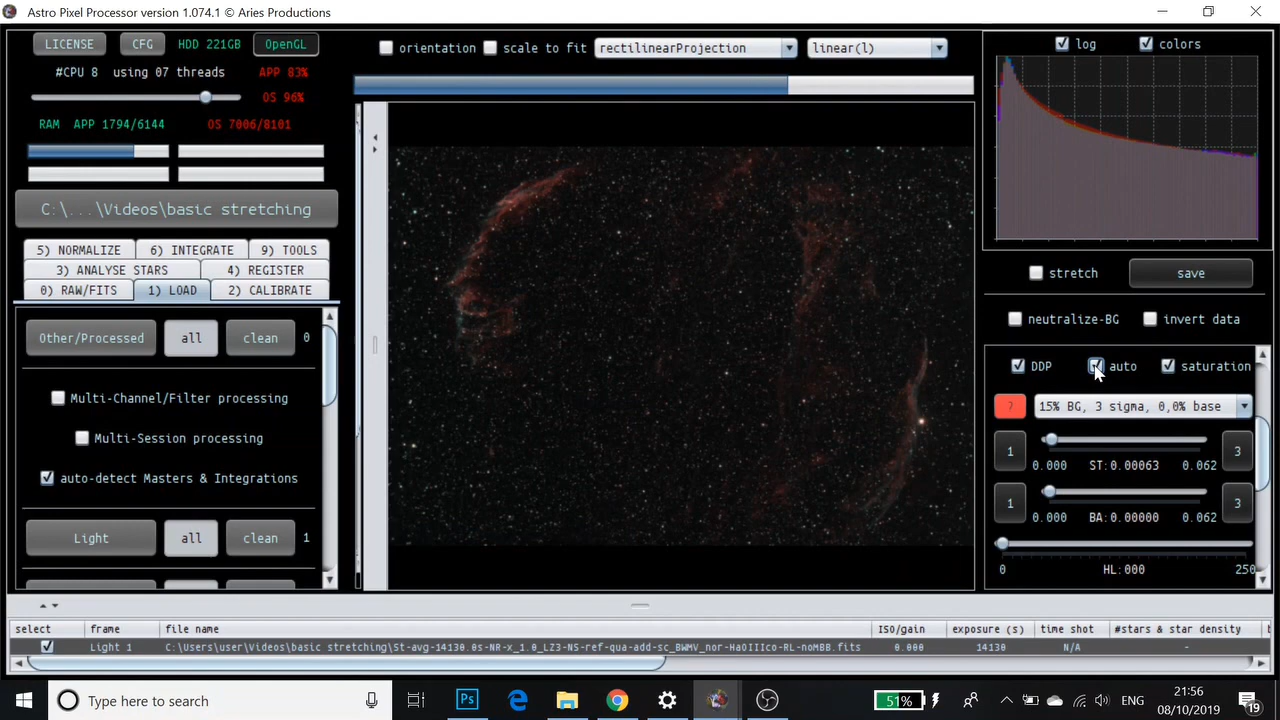 Astro Pixel Processor version 1.074.1 © Aries Productions
LICENSE CFG HDD 221GB OpenGL
#CPU 8 using 07 threads APP 83%
OS 96%
RAM APP 1794/6144 OS 7006/8101
C:\...\Videos\basic stretching
5) NORMALIZE 6) INTEGRATE 9) TOOLS
3) ANALYSE STARS 4) REGISTER
0) RAW/FITS 1) LOAD 2) CALIBRATE
Other/Processed all clean 0
Multi-Channel/Filter processing
Multi-Session processing
auto-detect Masters & Integrations
Light all clean 1
orientation scale to fit rectilinearProjection linear(l)
log colors
stretch save
neutralize-BG invert data
DDP auto saturation
? 15% BG, 3 sigma, 0,0% base
1 0.000 ST:0.00063 0.062 3
1 0.000 BA:0.00000 0.062 3
0 HL:000 250
select frame file name ISO/gain exposure (s) time shot #stars & star density
Light 1 C:\Users\user\Videos\basic stretching\St-avg-14130.0s-NR-x_1.0_LZ3-NS-ref-qua-add-sc_BWMV_nor-HaOIIIco-RL-noMBB.fits 0.000 14130 N/A -
Type here to search
Ps
51%
ENG
21:56
08/10/2019
19